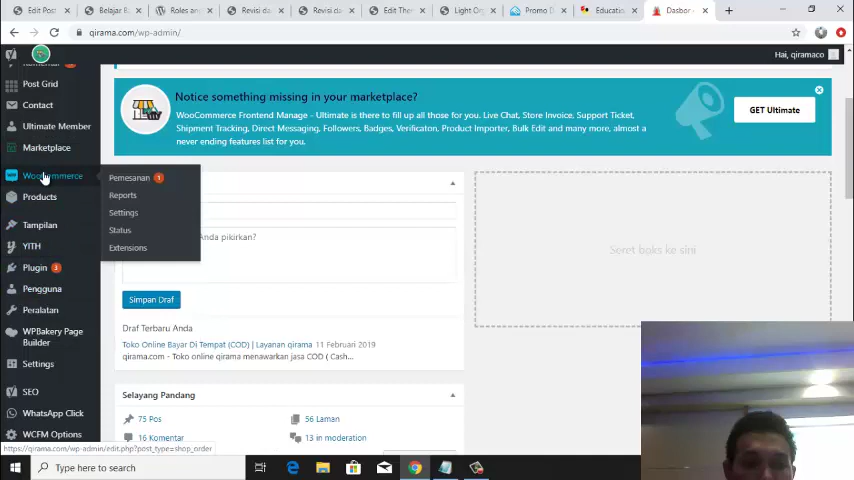 Edit Post
Belajar B
Roles an
Revisi da
Revisi da
Edit The
Light O
Promo D
Educatio
Dasbor
qirama.com/wp-admin/
Hai, qiramaco
Post Grid
Contact
Ultimate Member
Marketplace
WooCommerce
Products
Tampilan
YITH
Plugin 3
Pengguna
Peralatan
WPBakery Page
Builder
Settings
SEO
WhatsApp Click
WCFM Options
Pemesanan 1
Reports
Settings
Status
Extensions
Notice something missing in your marketplace?
WooCommerce Frontend Manage - Ultimate is there to fill up all those for you. Live Chat, Store Invoice, Support Ticket,
Shipment Tracking, Direct Messaging, Followers, Badges, Verificaton, Product Importer, Bulk Edit and many more, almost a
never ending features list for you.
GET Ultimate
Anda pikirkan?
Simpan Draf
Draf Terbaru Anda
Toko Online Bayar Di Tempat (COD) | Layanan qirama 11 Februari 2019
qirama.com - Toko online qirama menawarkan jasa COD ( Cash...
Seret boks ke sini
Selayang Pandang
75 Pos
56 Laman
16 Komentar
13 in moderation
https://qirama.com/wp-admin/edit.php?post_type=shop_order
Type here to search